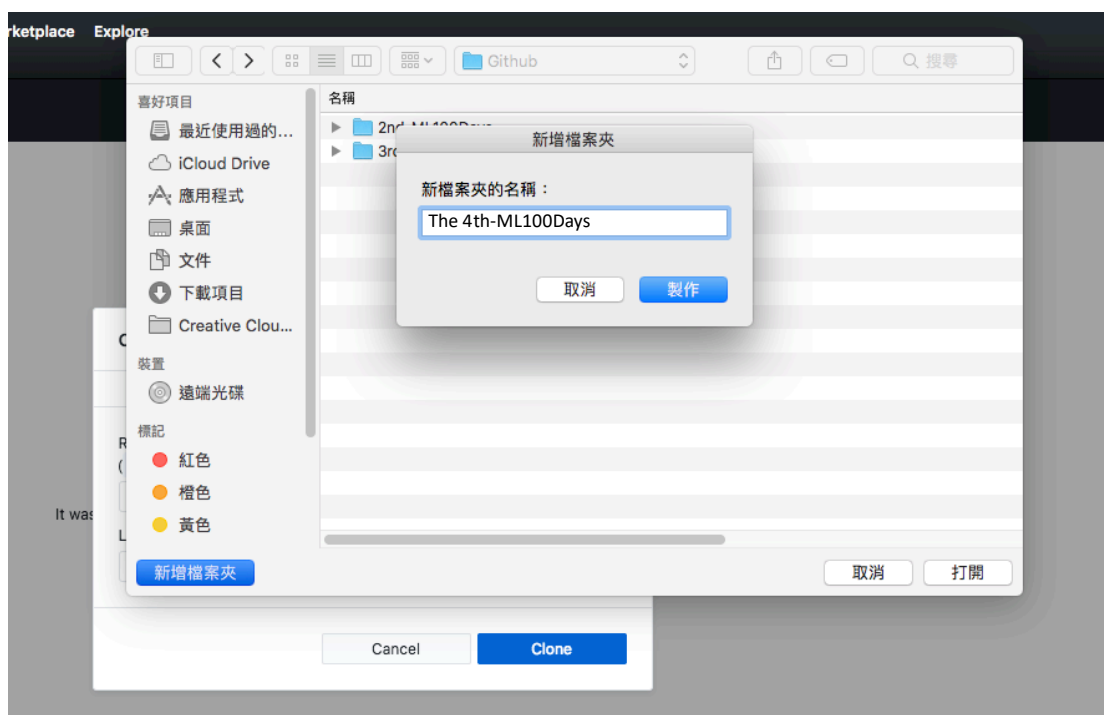 rketplace Explore
Github
搜尋
喜好項目
最近使用過的...
iCloud Drive
應用程式
桌面
文件
下載項目
Creative Clou...
裝置
遠端光碟
標記
紅色
橙色
黃色
名稱
2nd-ML100Days
3rd
新增檔案夾
新檔案夾的名稱：
The 4th-ML100Days
取消
製作
新增檔案夾
取消
打開
C
R
(
It was
L
Cancel
Clone